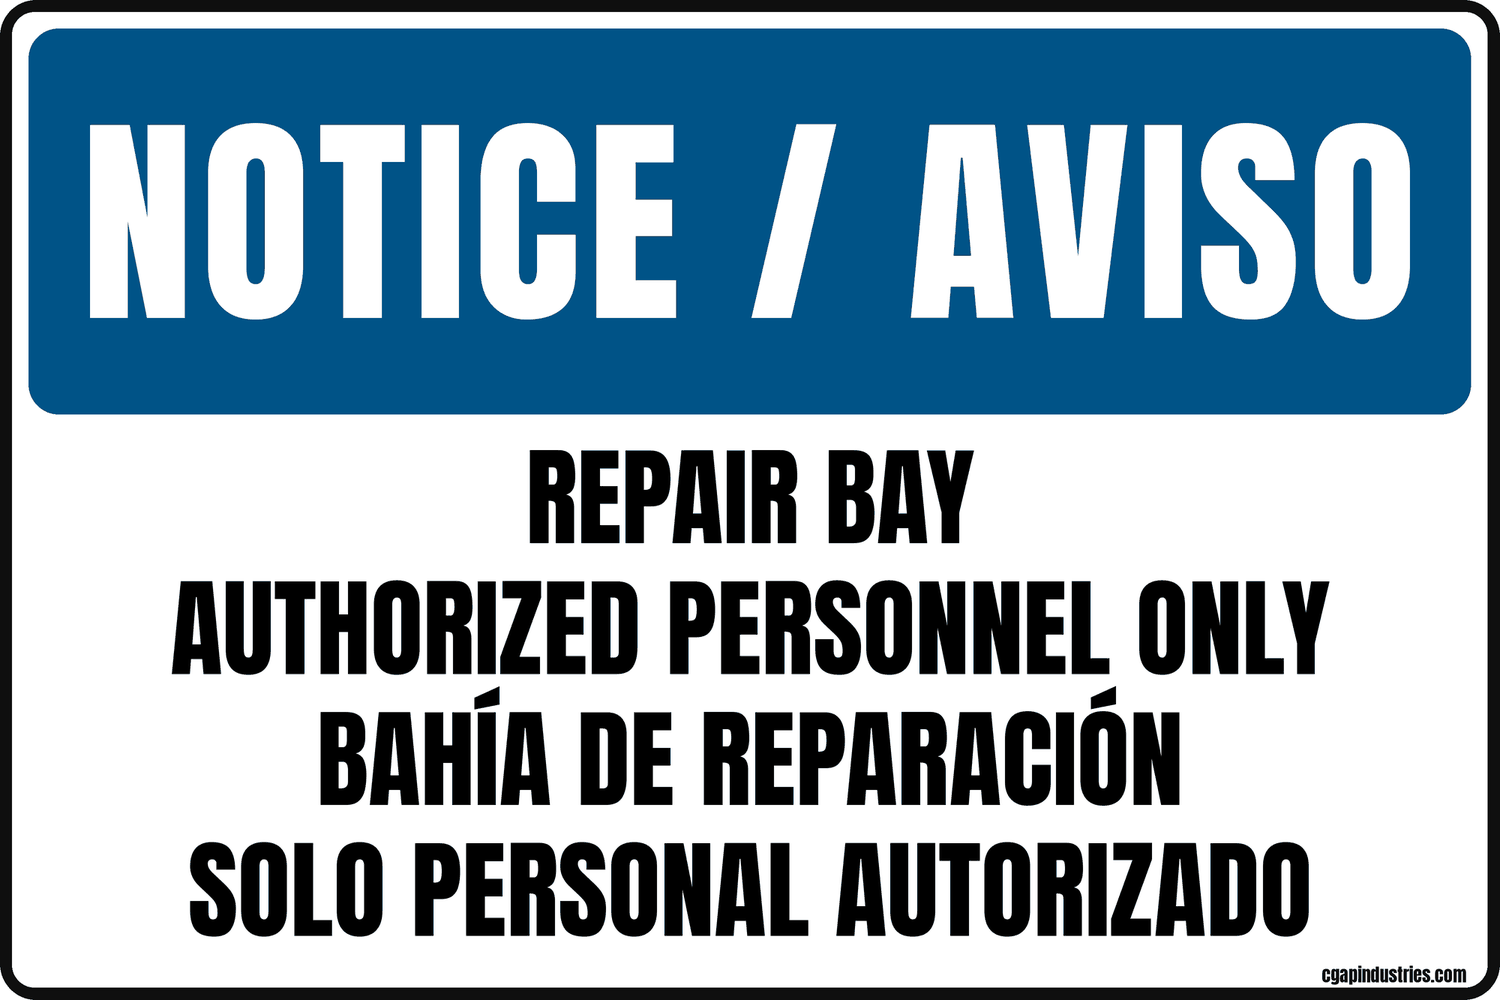 NOTICE / AVISO
REPAIR BAY
AUTHORIZED PERSONNEL ONLY
BAHÍA DE REPARACIÓN
SOLO PERSONAL AUTORIZADO
cgapindustries.com